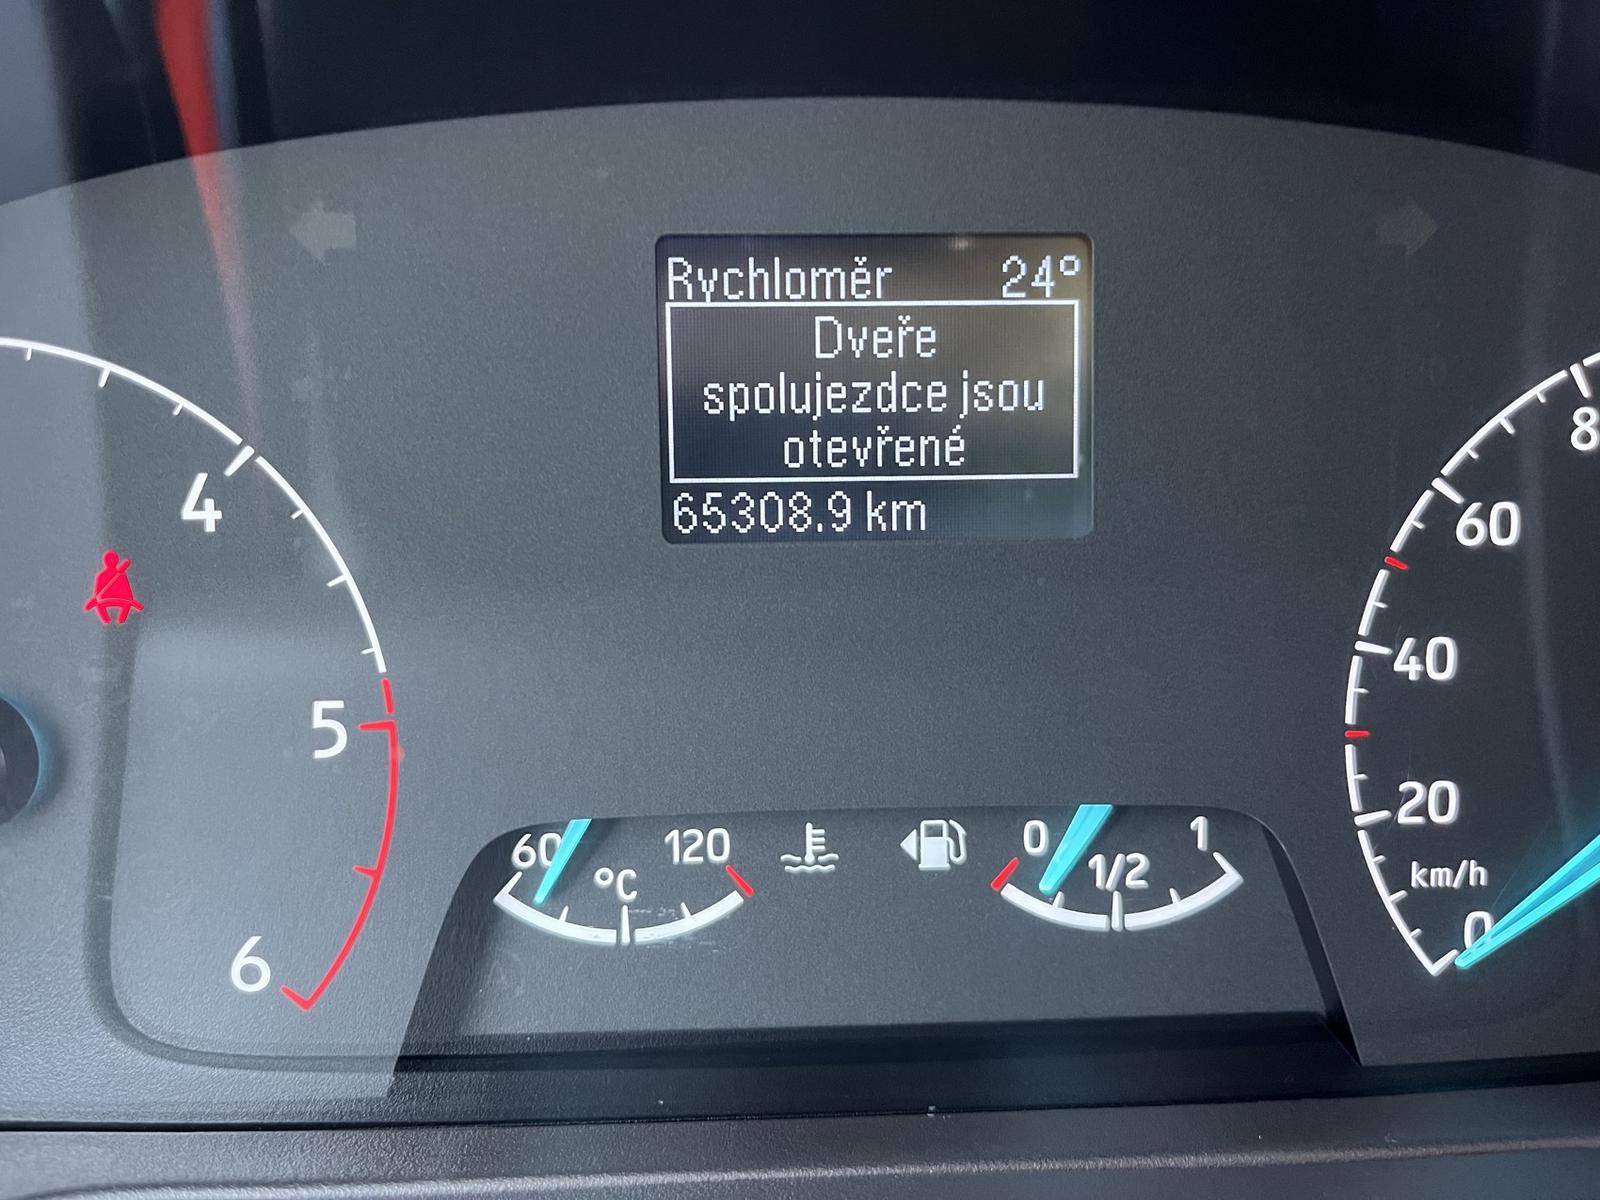 Rychloměr 24°
Dveře
spolujezdce jsou
otevřené
65308.9 km
4
5
6
60 120
°C
0 1/2 1
8
60
40
20
km/h
0